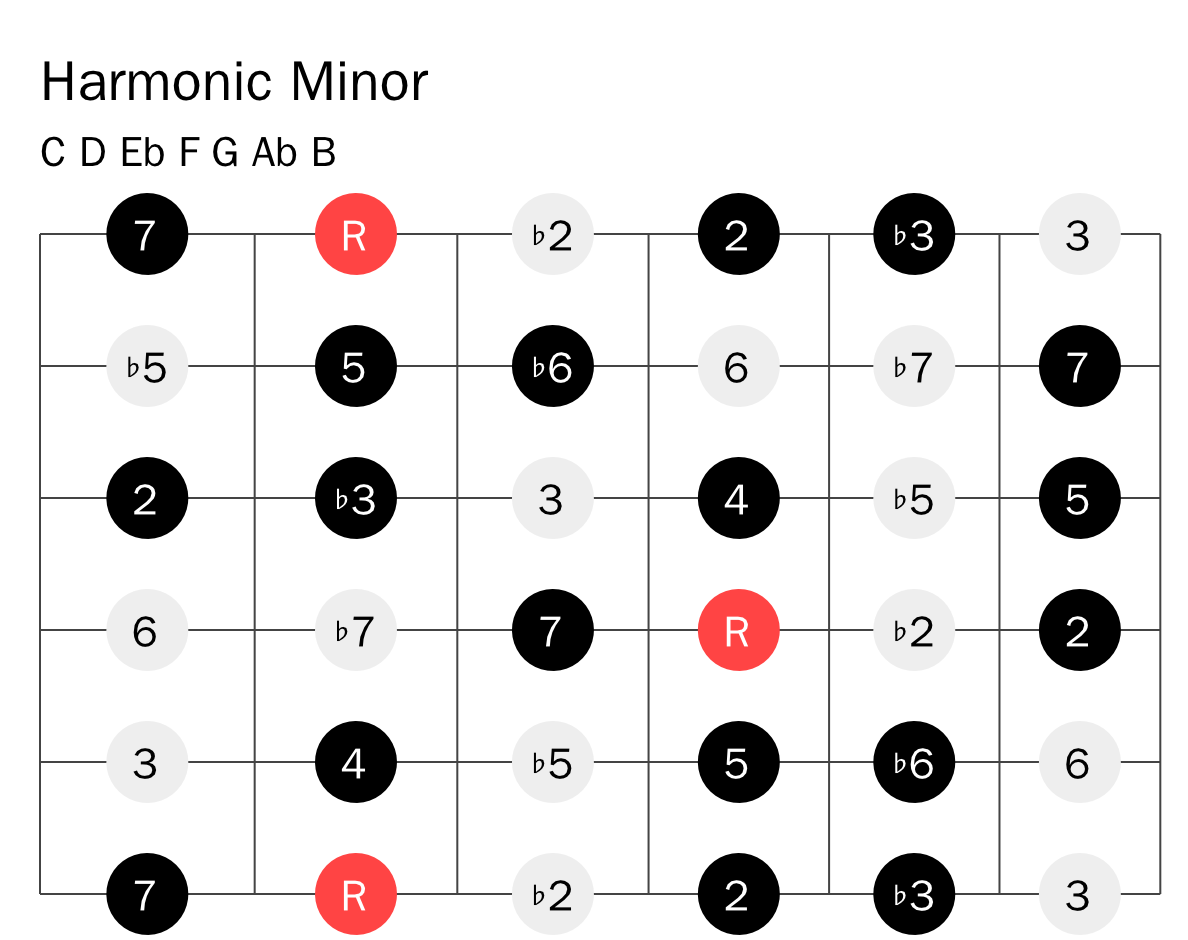 Harmonic Minor
C D Eb F G Ab B
7 R ♭2 2 ♭3 3
♭5 5 ♭6 6 ♭7 7
2 ♭3 3 4 ♭5 5
6 ♭7 7 R ♭2 2
3 4 ♭5 5 ♭6 6
7 R ♭2 2 ♭3 3